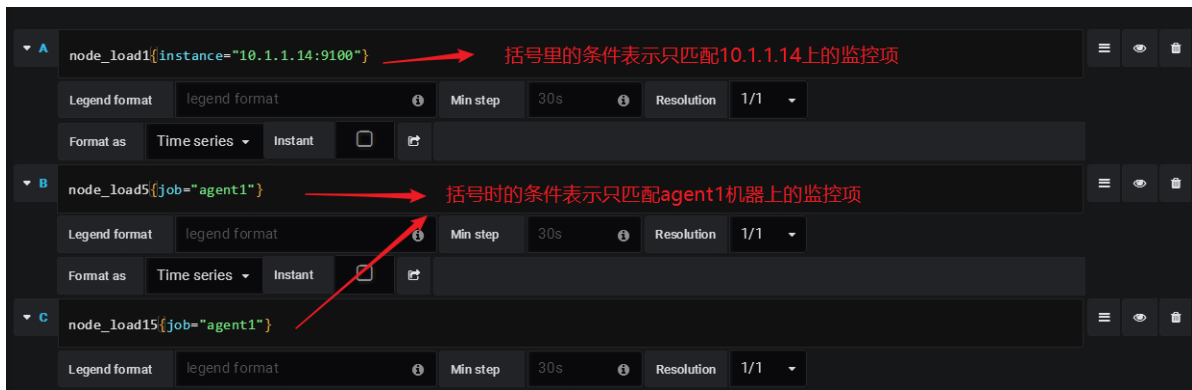 A
node_load1{instance="10.1.1.14:9100"}
括号里的条件表示只匹配10.1.1.14上的监控项
Legend format legend format Min step 30s Resolution 1/1
Format as Time series Instant
B
node_load5{job="agent1"}
括号时的条件表示只匹配agent1机器上的监控项
Legend format legend format Min step 30s Resolution 1/1
Format as Time series Instant
C
node_load15{job="agent1"}
Legend format legend format Min step 30s Resolution 1/1